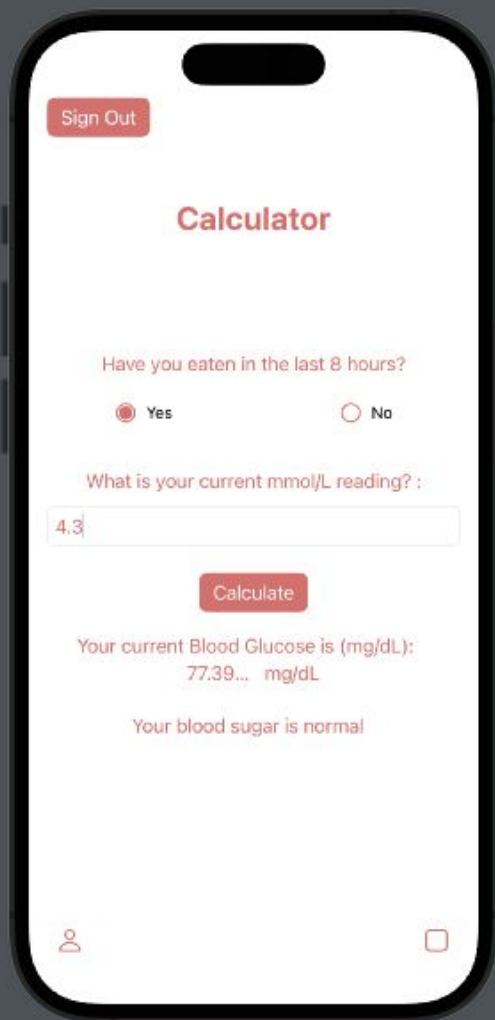 Sign Out
Calculator
Have you eaten in the last 8 hours?
Yes No
What is your current mmol/L reading? :
4.3
Calculate
Your current Blood Glucose is (mg/dL):
77.39... mg/dL
Your blood sugar is normal